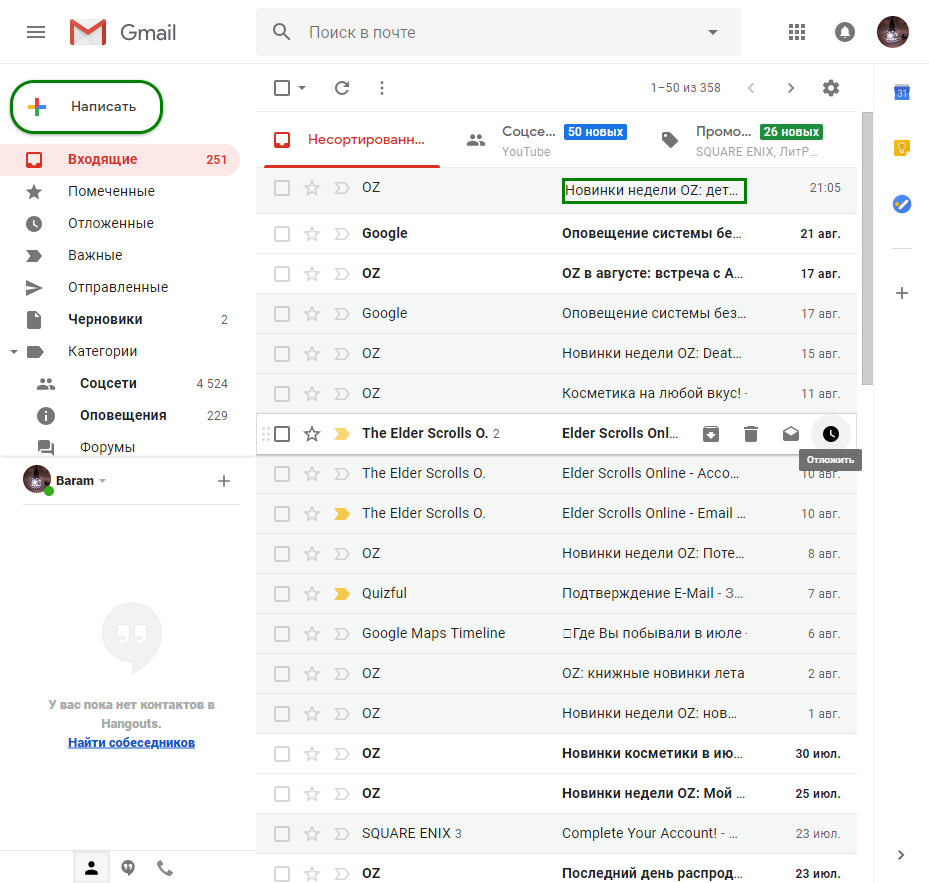 Gmail
Поиск в почте
Написать
1–50 из 358
31
Несортированн...
Соцсе... 50 новых
YouTube
Промо... 26 новых
SQUARE ENIX, ЛитР...
Входящие 251
Помеченные
Отложенные
Важные
Отправленные
Черновики 2
Категории
Соцсети 4 524
Оповещения 229
Форумы
Baram
У вас пока нет контактов в
Hangouts.
Найти собеседников
OZ Новинки недели OZ: дет... 21:05
Google Оповещение системы бе... 21 авг.
OZ OZ в августе: встреча с А... 17 авг.
Google Оповещение системы без... 17 авг.
OZ Новинки недели OZ: Deat... 15 авг.
OZ Косметика на любой вкус! - 11 авг.
The Elder Scrolls O. 2 Elder Scrolls Onl...
Отложить
The Elder Scrolls O. Elder Scrolls Online - Acco... 10 авг.
The Elder Scrolls O. Elder Scrolls Online - Email ... 10 авг.
OZ Новинки недели OZ: Поте... 8 авг.
Quizful Подтверждение E-Mail - З... 7 авг.
Google Maps Timeline Где Вы побывали в июле - 6 авг.
OZ OZ: книжные новинки лета 2 авг.
OZ Новинки недели OZ: нов... 1 авг.
OZ Новинки косметики в ию... 30 июл.
OZ Новинки недели OZ: Мой ... 25 июл.
SQUARE ENIX 3 Complete Your Account! - ... 23 июл.
OZ Последний день распрод... 23 июл.